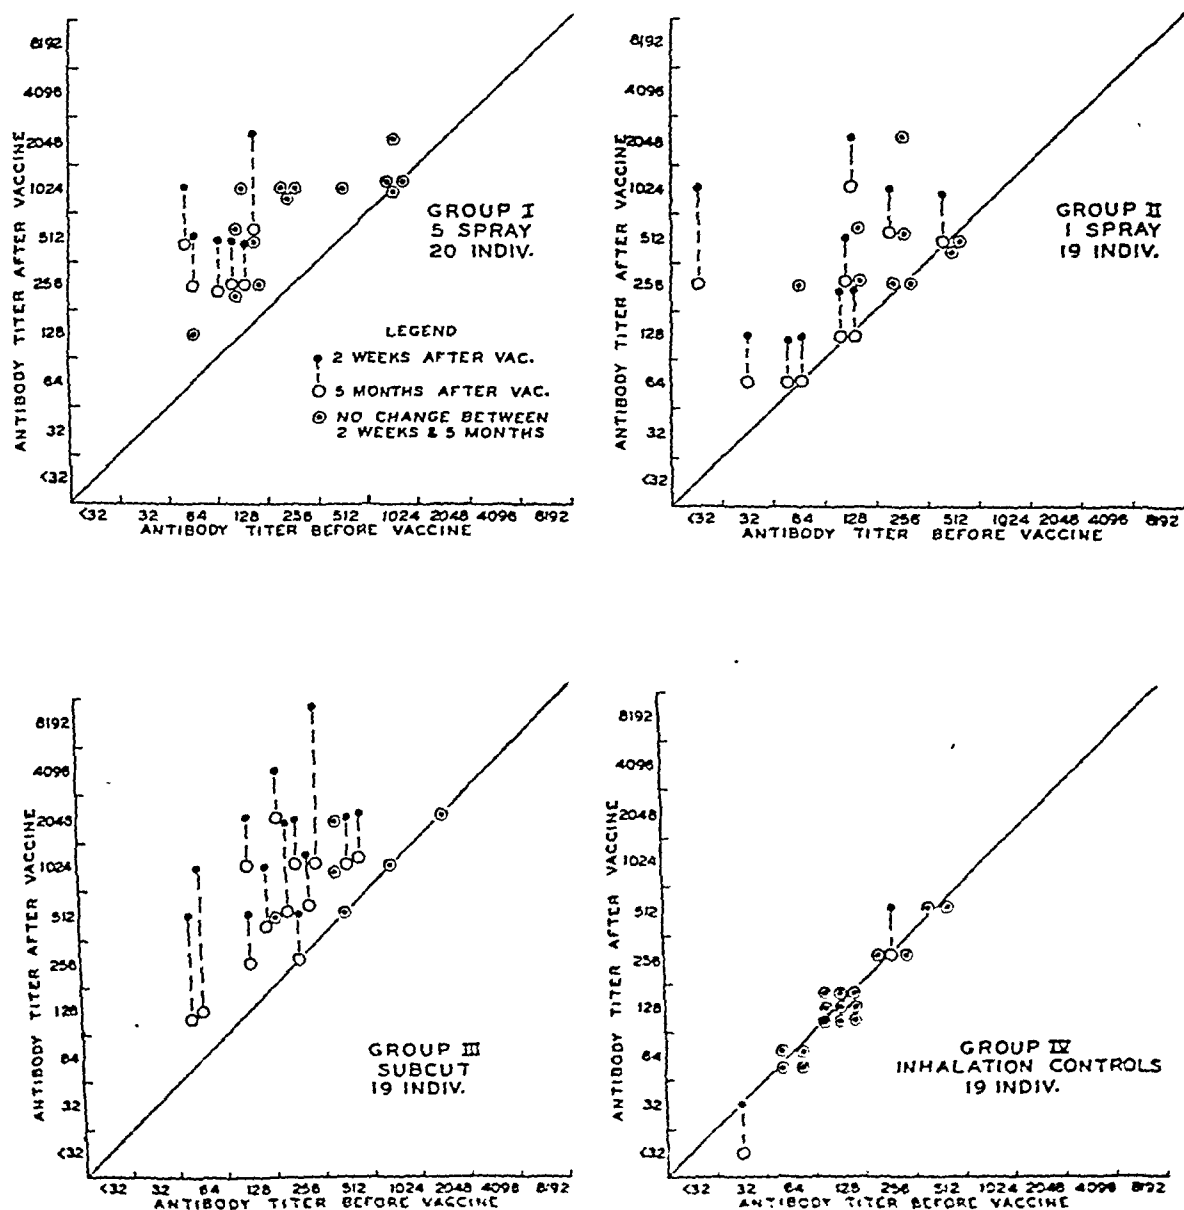 8192
4096
2048
1024
512
256
128
64
32
<32
ANTIBODY TITER AFTER VACCINE
GROUP I
5 SPRAY
20 INDIV.
LEGEND
2 WEEKS AFTER VAC.
5 MONTHS AFTER VAC.
NO CHANGE BETWEEN
2 WEEKS & 5 MONTHS
<32 32 64 128 256 512 1024 2048 4096 8192
ANTIBODY TITER BEFORE VACCINE
8192
4096
2048
1024
512
256
128
64
32
<32
ANTIBODY TITER AFTER VACCINE
GROUP II
1 SPRAY
19 INDIV.
<32 32 64 128 256 512 1024 2048 4096 8192
ANTIBODY TITER BEFORE VACCINE
8192
4096
2048
1024
512
256
128
64
32
<32
ANTIBODY TITER AFTER VACCINE
GROUP III
SUBCUT
19 INDIV.
<32 32 64 128 256 512 1024 2048 4096 8192
ANTIBODY TITER BEFORE VACCINE
8192
4096
2048
1024
512
256
128
64
32
<32
ANTIBODY TITER AFTER VACCINE
GROUP IV
INHALATION CONTROLS
19 INDIV.
<32 32 64 128 256 512 1024 2048 4096 8192
ANTIBODY TITER BEFORE VACCINE